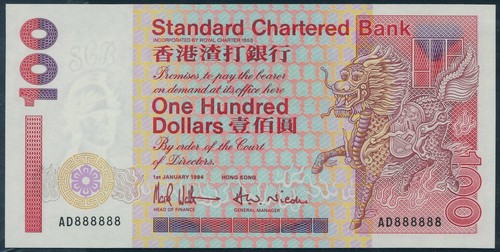 100
Standard Chartered Bank
INCORPORATED BY ROYAL CHARTER 1853
香港渣打銀行
Promises to pay the bearer
on demand at its office here
One Hundred
Dollars 壹佰圓
By order of the Court
of Directors.
1st JANUARY 1994 HONG KONG
HEAD OF FINANCE GENERAL MANAGER
AD888888 AD888888
100